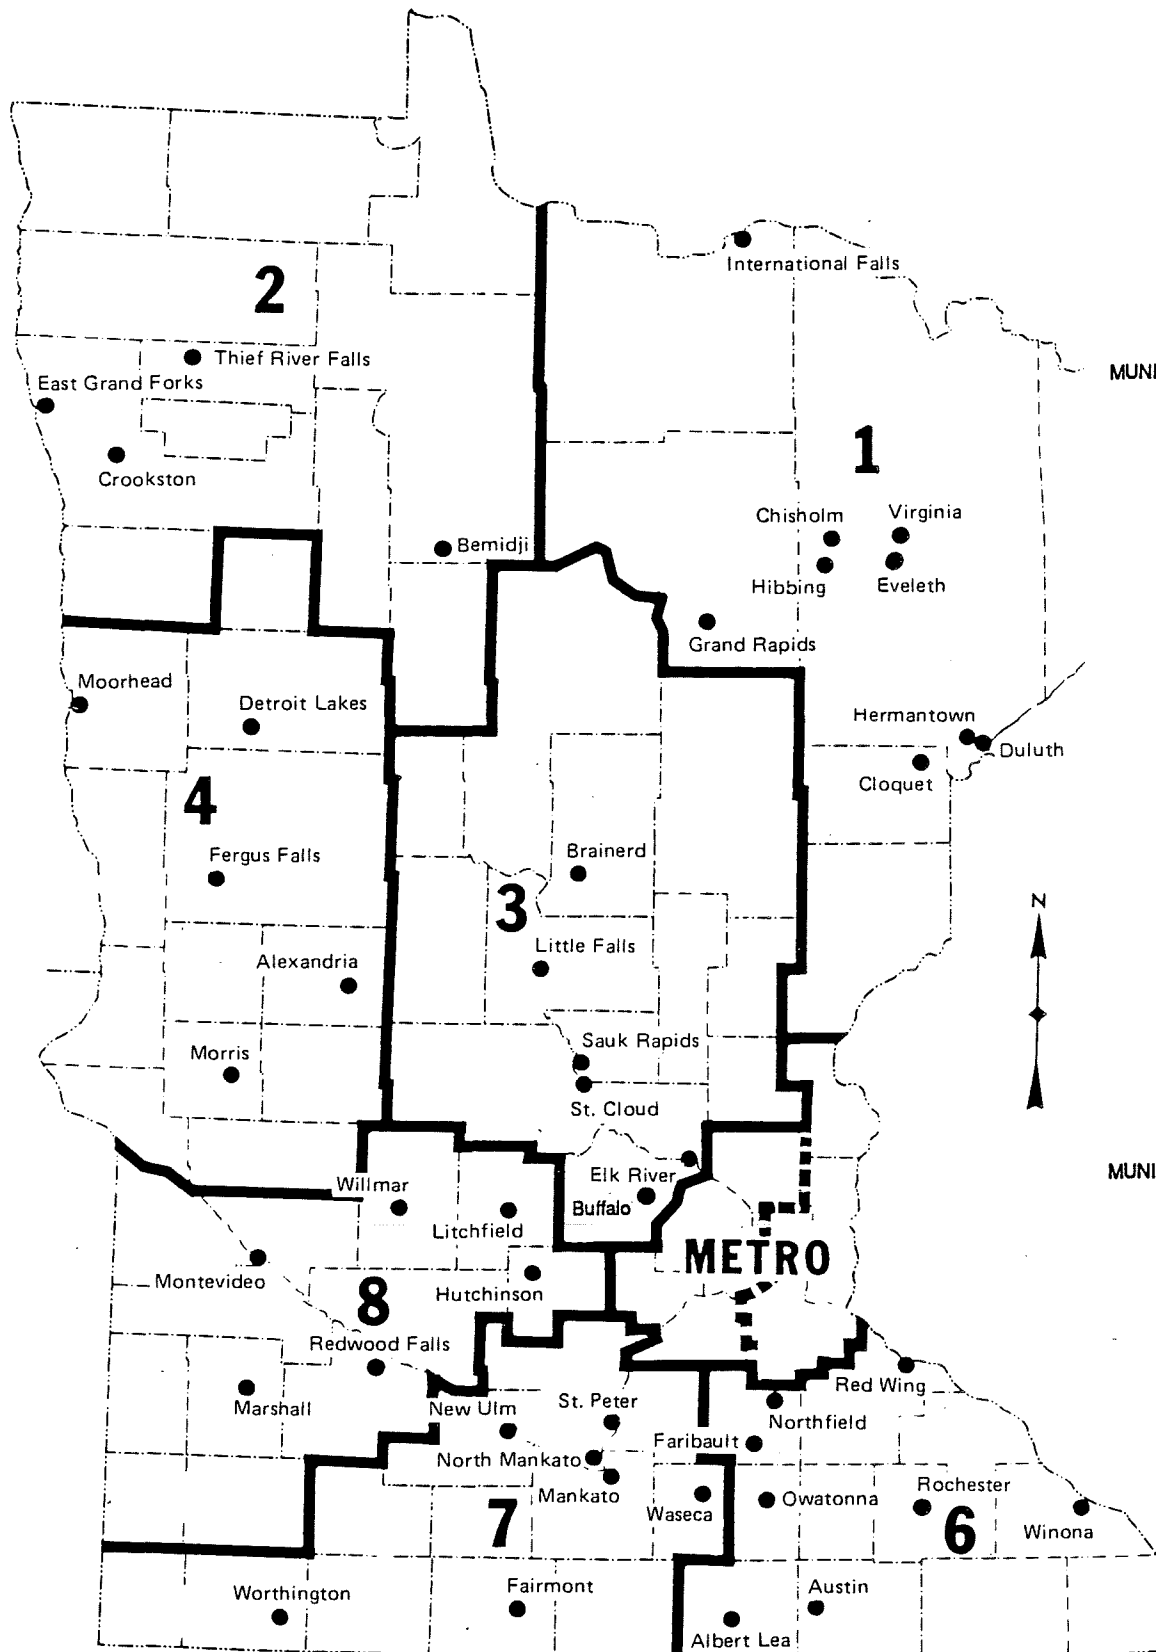 International Falls
2
Thief River Falls
MUNI
East Grand Forks
1
Crookston
Chisholm
Virginia
Bemidji
Hibbing
Eveleth
Grand Rapids
Moorhead
Detroit Lakes
Hermantown
Duluth
Cloquet
4
Fergus Falls
Brainerd
3
N
Little Falls
Alexandria
Sauk Rapids
Morris
St. Cloud
MUNI
Elk River
Willmar
Buffalo
Litchfield
METRO
Montevideo
Hutchinson
8
Redwood Falls
Red Wing
St. Peter
Marshall
New Ulm
Northfield
Faribault
North Mankato
Rochester
Mankato
Owatonna
Waseca
7
6
Winona
Worthington
Fairmont
Austin
Albert Lea